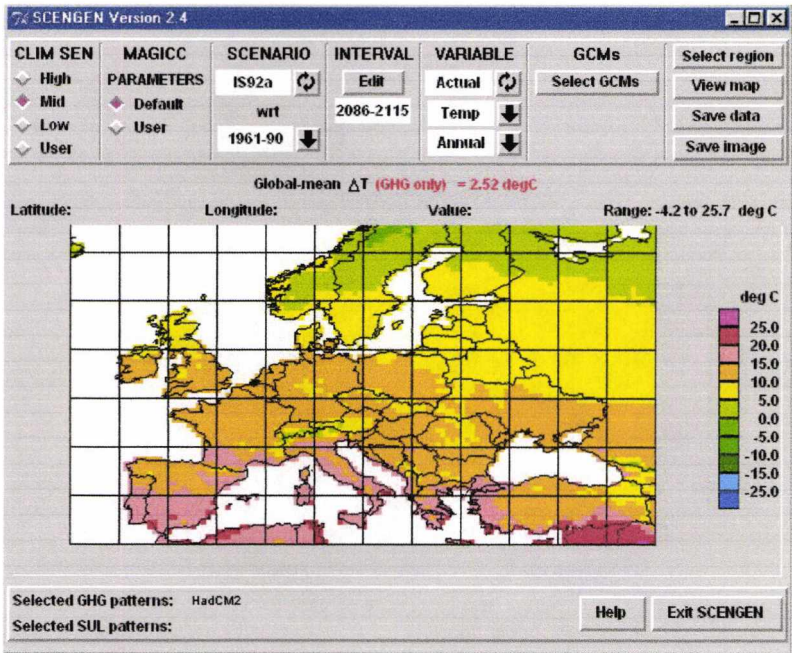 SCENGEN Version 2.4
CLIM SEN
High
Mid
Low
User
MAGICC
PARAMETERS
Default
User
SCENARIO
IS92a
wrt
1961-90
INTERVAL
Edit
2086-2115
VARIABLE
Actual
Temp
Annual
GCMs
Select GCMs
Select region
View map
Save data
Save image
Global-mean △T (GHG only) = 2.52 degC
Latitude: Longitude: Value: Range: -4.2 to 25.7 deg C
deg C
25.0
20.0
15.0
10.0
5.0
0.0
-5.0
-10.0
-15.0
-25.0
Selected GHG patterns: HadCM2
Selected SUL patterns:
Help
Exit SCENGEN